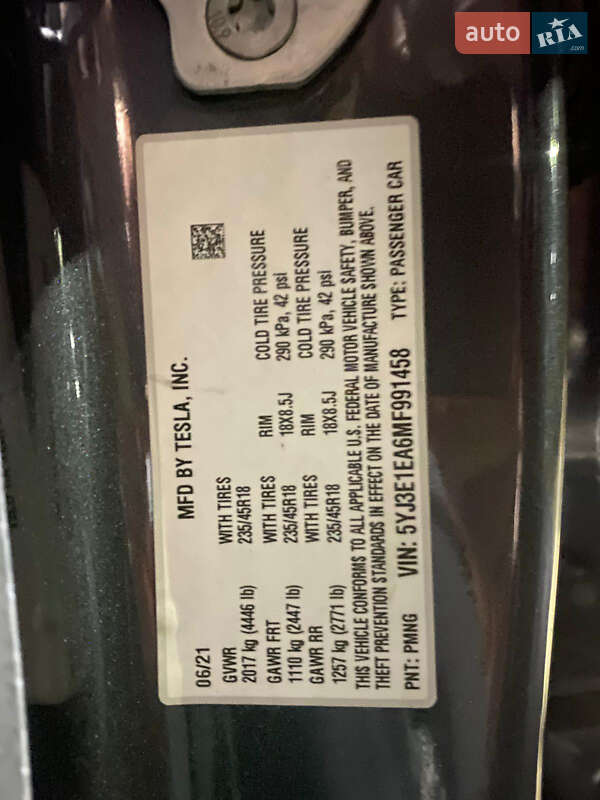 auto RIA .com
06/21 MFD BY TESLA, INC.
GVWR WITH TIRES
2017 kg (4446 lb) 235/45R18
GAWR FRT WITH TIRES RIM COLD TIRE PRESSURE
1110 kg (2447 lb) 235/45R18 18X8.5J 290 kPa, 42 psi
GAWR RR WITH TIRES RIM COLD TIRE PRESSURE
1257 kg (2771 lb) 235/45R18 18X8.5J 290 kPa, 42 psi
THIS VEHICLE CONFORMS TO ALL APPLICABLE U.S. FEDERAL MOTOR VEHICLE SAFETY, BUMPER, AND
THEFT PREVENTION STANDARDS IN EFFECT ON THE DATE OF MANUFACTURE SHOWN ABOVE.
PNT: PMNG VIN: 5YJ3E1EA6MF991458 TYPE: PASSENGER CAR